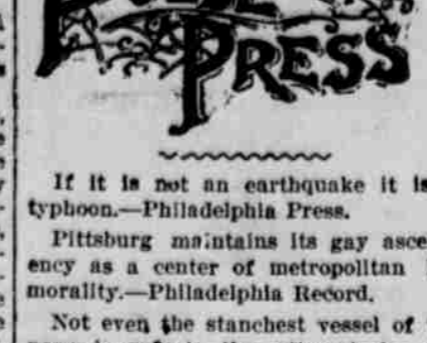 PRESS
If it is not an earthquake it is
typhoon.—Philadelphia Press.
Pittsburg maintains its gay asce
ency as a center of metropolitan
morality.—Philadelphia Record.
Not even the stanchest vessel of